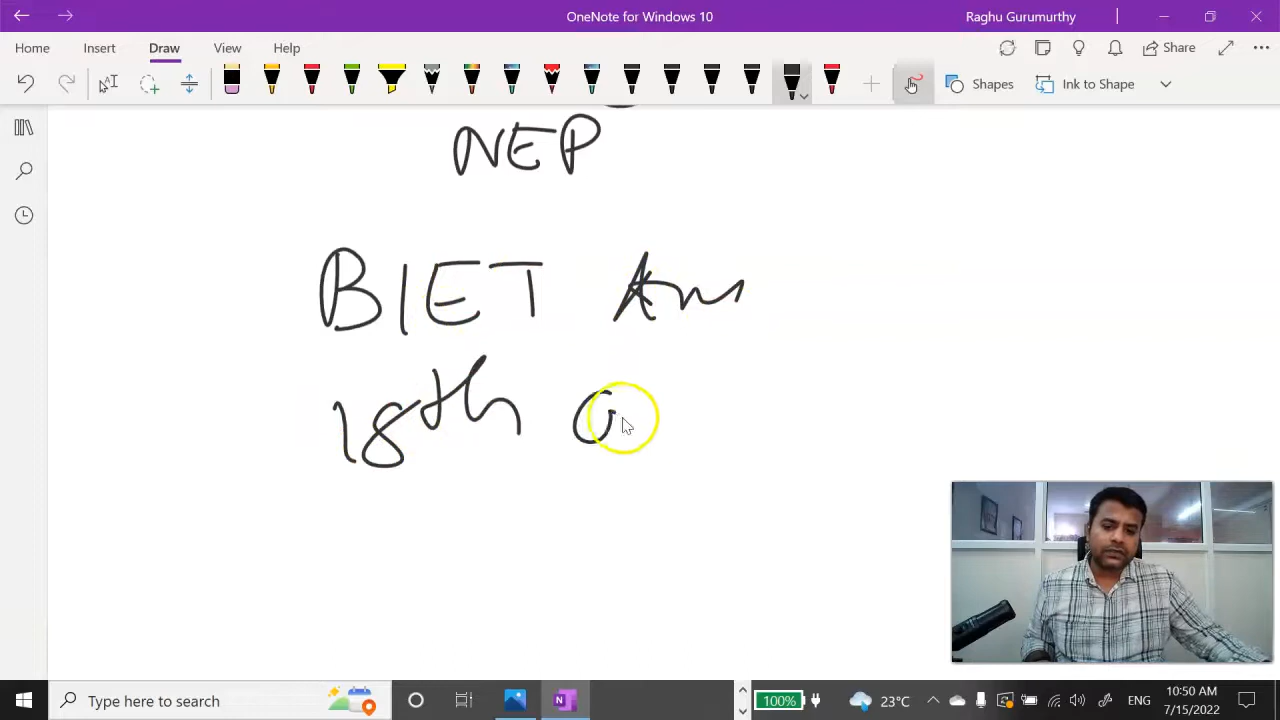 OneNote for Windows 10
Raghu Gurumurthy
Home Insert Draw View Help
Share
Shapes
Ink to Shape
NEP
BIET
18th
Type here to search
100%
23°C
ENG
10:50 AM
7/15/2022